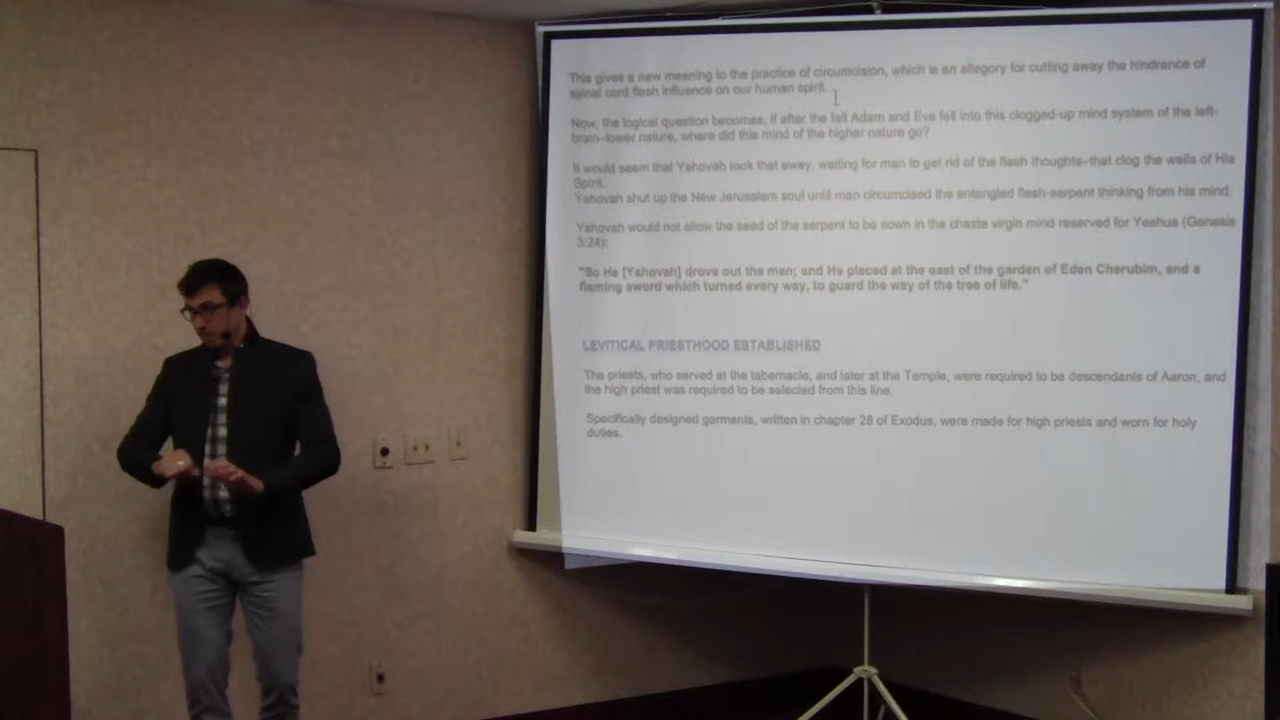 This gives a new meaning to the practice of circumcision, which is an allegory for cutting away the hindrance of
spinal cord flesh influence on our human spirit.
Now, the logical question becomes, if after the fall Adam and Eve fell into this clogged-up mind system of the left-
brain-lower nature, where did this mind of the higher nature go?
It would seem that Yahovah took that away, waiting for man to get rid of the flesh thoughts–that clog the wells of His
Spirit.
Yahovah shut up the New Jerusalem soul until man circumcised the entangled flesh-serpent thinking from his mind.
Yahovah would not allow the seed of the serpent to be sown in the chaste virgin mind reserved for Yeshua (Genesis
3:24):
"So He [Yahovah] drove out the man; and He placed at the east of the garden of Eden Cherubim, and a
flaming sword which turned every way, to guard the way of the tree of life."
LEVITICAL PRIESTHOOD ESTABLISHED
The priests, who served at the tabernacle, and later at the Temple, were required to be descendants of Aaron, and
the high priest was required to be selected from this line.
Specifically designed garments, written in chapter 28 of Exodus, were made for high priests and worn for holy
duties.